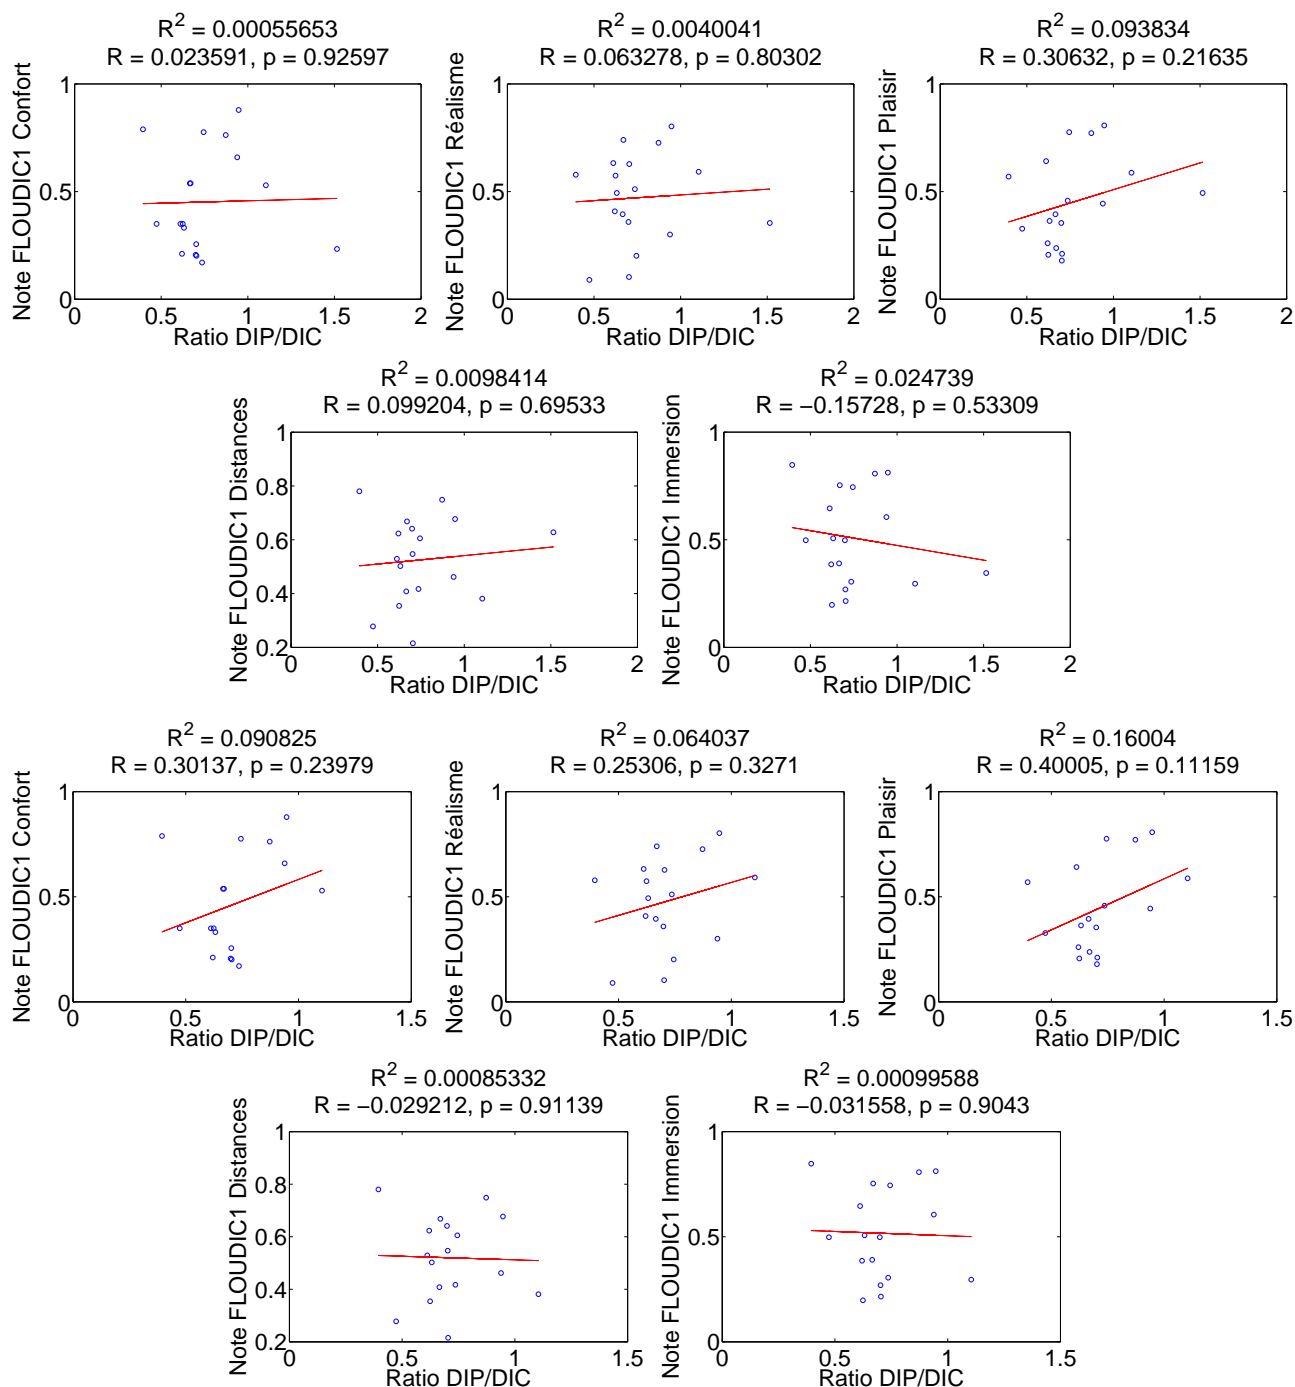 R2 = 0.00055653
R = 0.023591, p = 0.92597
Note FLOUDIC1 Confort
1
0.5
0
0 0.5 1 1.5 2
Ratio DIP/DIC
R2 = 0.0040041
R = 0.063278, p = 0.80302
Note FLOUDIC1 Réalisme
1
0.5
0
0 0.5 1 1.5 2
Ratio DIP/DIC
R2 = 0.093834
R = 0.30632, p = 0.21635
Note FLOUDIC1 Plaisir
1
0.5
0
0 0.5 1 1.5 2
Ratio DIP/DIC
R2 = 0.0098414
R = 0.099204, p = 0.69533
Note FLOUDIC1 Distances
1
0.8
0.6
0.4
0.2
0 0.5 1 1.5 2
Ratio DIP/DIC
R2 = 0.024739
R = −0.15728, p = 0.53309
Note FLOUDIC1 Immersion
1
0.5
0
0 0.5 1 1.5 2
Ratio DIP/DIC
R2 = 0.090825
R = 0.30137, p = 0.23979
Note FLOUDIC1 Confort
1
0.5
0
0 0.5 1 1.5
Ratio DIP/DIC
R2 = 0.064037
R = 0.25306, p = 0.3271
Note FLOUDIC1 Réalisme
1
0.5
0
0 0.5 1 1.5
Ratio DIP/DIC
R2 = 0.16004
R = 0.40005, p = 0.11159
Note FLOUDIC1 Plaisir
1
0.5
0
0 0.5 1 1.5
Ratio DIP/DIC
R2 = 0.00085332
R = −0.029212, p = 0.91139
Note FLOUDIC1 Distances
1
0.8
0.6
0.4
0.2
0 0.5 1 1.5
Ratio DIP/DIC
R2 = 0.00099588
R = −0.031558, p = 0.9043
Note FLOUDIC1 Immersion
1
0.5
0
0 0.5 1 1.5
Ratio DIP/DIC